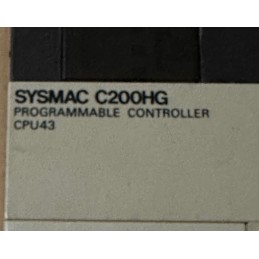 SYSMAC C200HG
PROGRAMMABLE CONTROLLER
CPU43